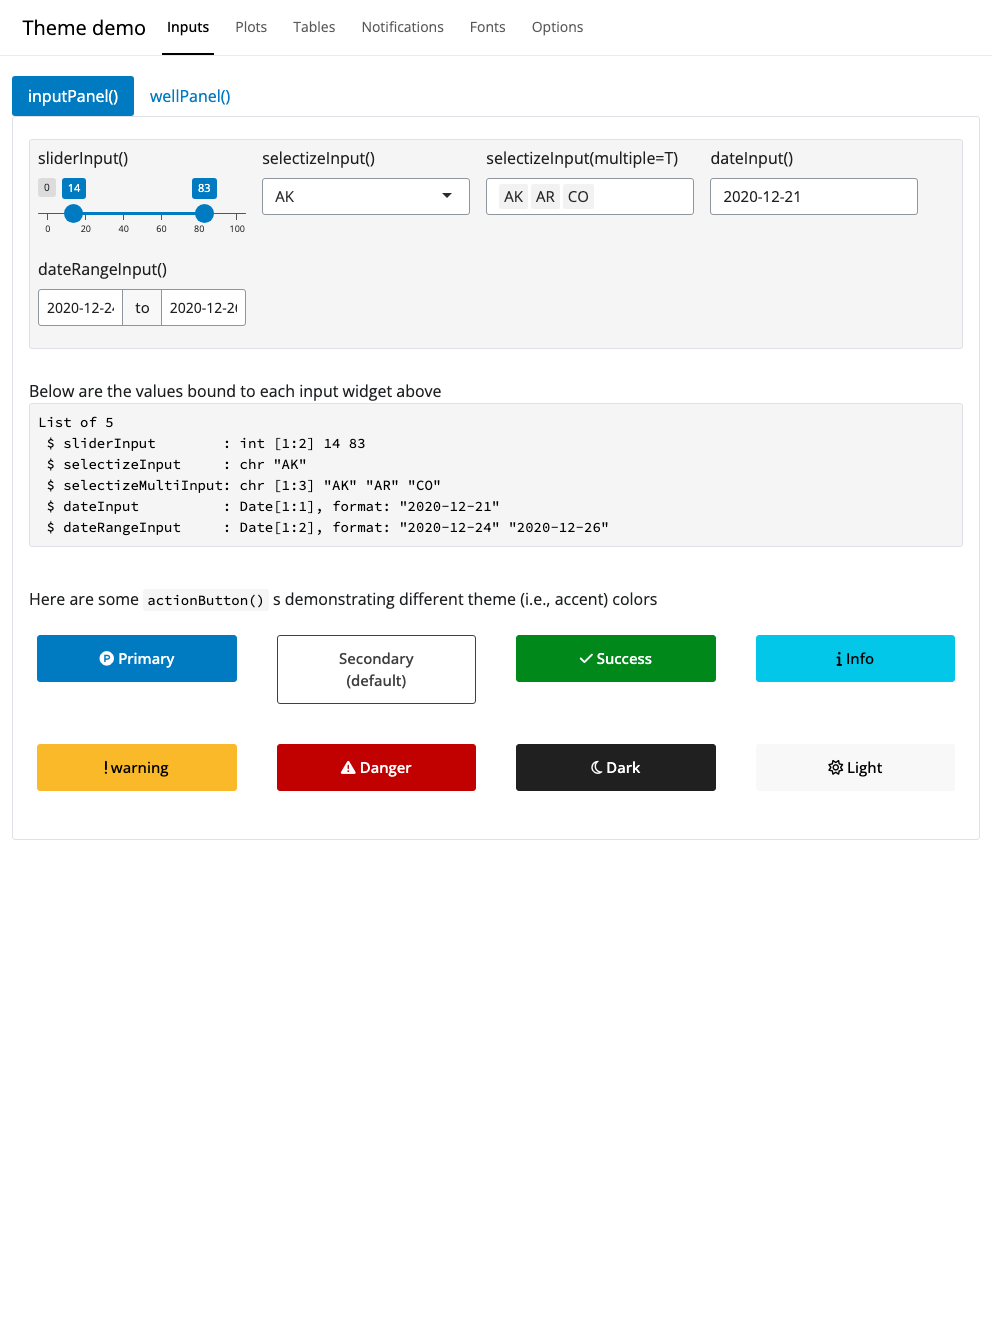 Theme demo Inputs Plots Tables Notifications Fonts Options
inputPanel() wellPanel()
sliderInput() selectizeInput() selectizeInput(multiple=T) dateInput()
0 14 83
AK AK AR CO 2020-12-21
0 20 40 60 80 100
dateRangeInput()
2020-12-24 to 2020-12-26
Below are the values bound to each input widget above
List of 5
$ sliderInput : int [1:2] 14 83
$ selectizeInput : chr "AK"
$ selectizeMultiInput: chr [1:3] "AK" "AR" "CO"
$ dateInput : Date[1:1], format: "2020-12-21"
$ dateRangeInput : Date[1:2], format: "2020-12-24" "2020-12-26"
Here are some actionButton() s demonstrating different theme (i.e., accent) colors
Primary Secondary Success Info
(default)
warning Danger Dark Light